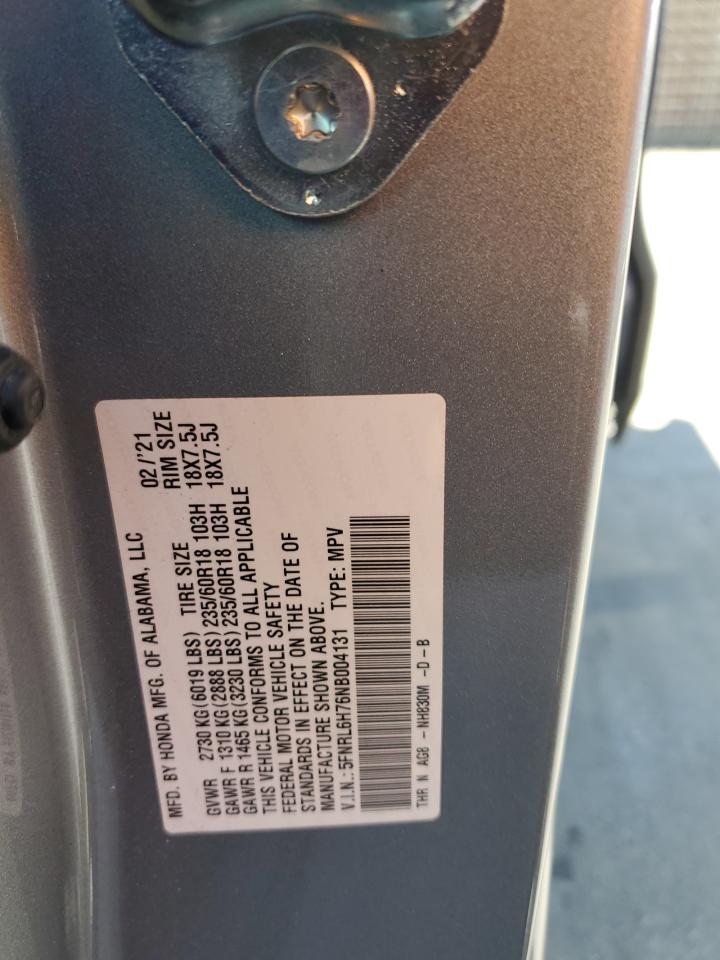 MFD. BY HONDA MFG. OF ALABAMA, LLC 02/'21
GVWR 2730 KG(6019 LBS) TIRE SIZE RIM SIZE
GAWR F 1310 KG(2888 LBS)235/60R18 103H 18X7.5J
GAWR R 1465 KG(3230 LBS)235/60R18 103H 18X7.5J
THIS VEHICLE CONFORMS TO ALL APPLICABLE
FEDERAL MOTOR VEHICLE SAFETY
STANDARDS IN EFFECT ON THE DATE OF
MANUFACTURE SHOWN ABOVE.
V.I.N.:5FNRL6H76NB004131 TYPE: MPV
THR N AG8 -NH830M -D-B